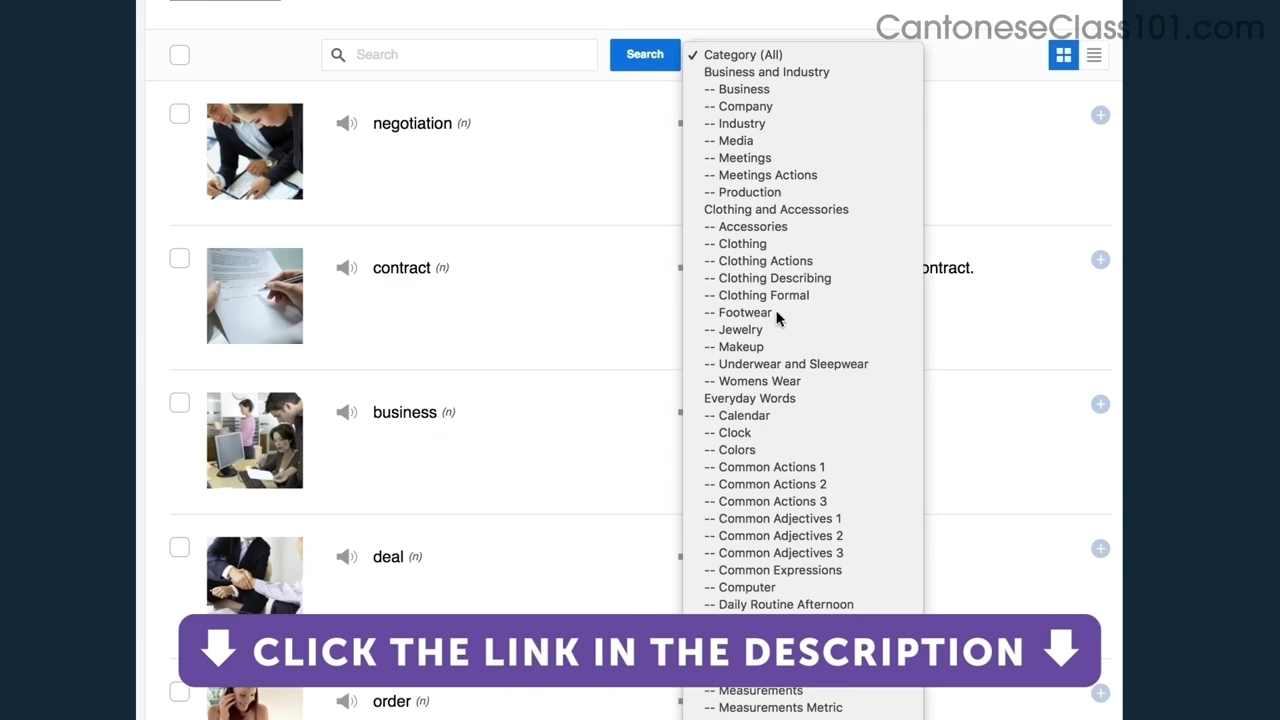 CantoneseClass101.com
Search
Search
Category (All)
Business and Industry
-- Business
-- Company
-- Industry
-- Media
-- Meetings
-- Meetings Actions
-- Production
Clothing and Accessories
-- Accessories
-- Clothing
-- Clothing Actions
-- Clothing Describing
-- Clothing Formal
-- Footwear
-- Jewelry
-- Makeup
-- Underwear and Sleepwear
-- Womens Wear
Everyday Words
-- Calendar
-- Clock
-- Colors
-- Common Actions 1
-- Common Actions 2
-- Common Actions 3
-- Common Adjectives 1
-- Common Adjectives 2
-- Common Adjectives 3
-- Common Expressions
-- Computer
-- Daily Routine Afternoon
-- Measurements
-- Measurements Metric
negotiation (n)
contract (n)
ontract.
business (n)
deal (n)
CLICK THE LINK IN THE DESCRIPTION
order (n)